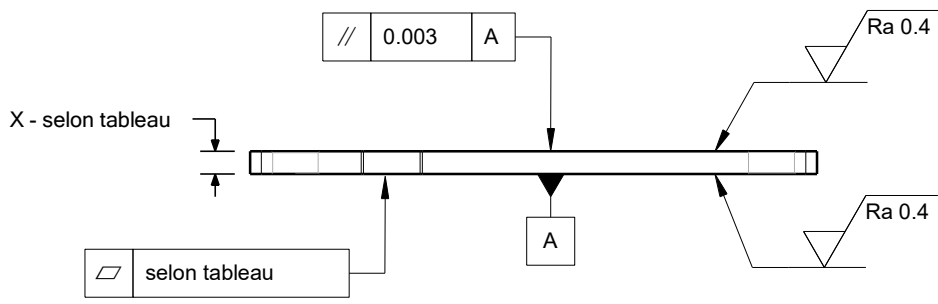 // 0.003 A
Ra 0.4
X - selon tableau
Ra 0.4
A
selon tableau